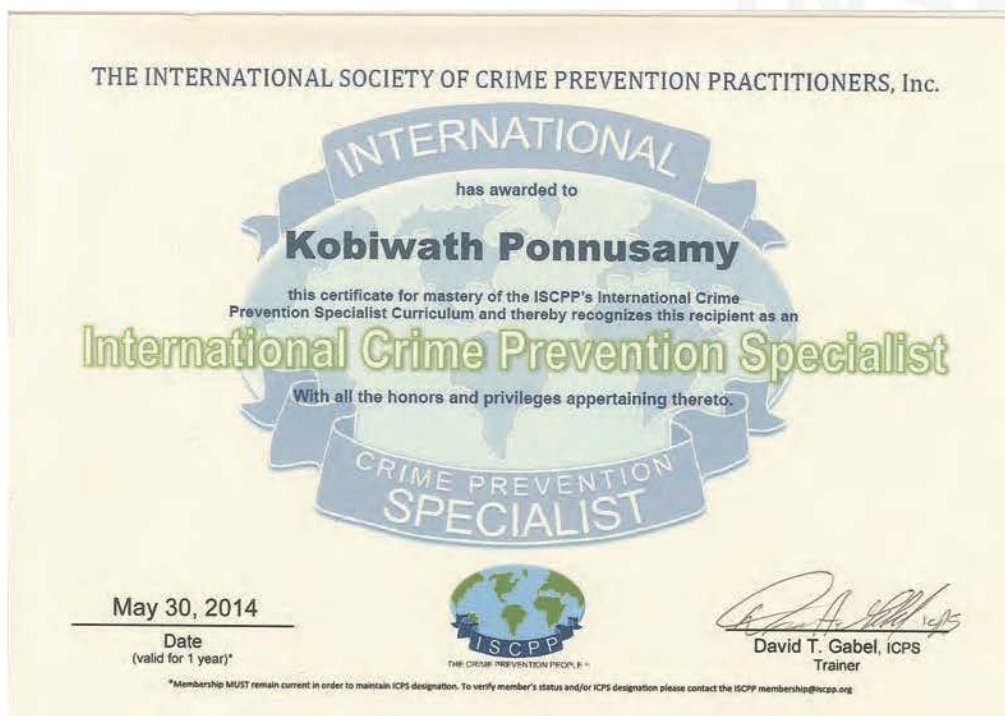 THE INTERNATIONAL SOCIETY OF CRIME PREVENTION PRACTITIONERS, Inc.
INTERNATIONAL
has awarded to
Kobiwath Ponnusamy
this certificate for mastery of the ISCPP's International Crime
Prevention Specialist Curriculum and thereby recognizes this recipient as an
International Crime Prevention Specialist
With all the honors and privileges appertaining thereto.
CRIME PREVENTION
SPECIALIST
May 30, 2014
Date
(valid for 1 year)*
ISCPP
THE CRIME PREVENTION PEOPLE
ICPS
David T. Gabel, ICPS
Trainer
*Membership MUST remain current in order to maintain ICPS designation. To verify member's status and/or ICPS designation please contact the ISCPP membership@iscpp.org